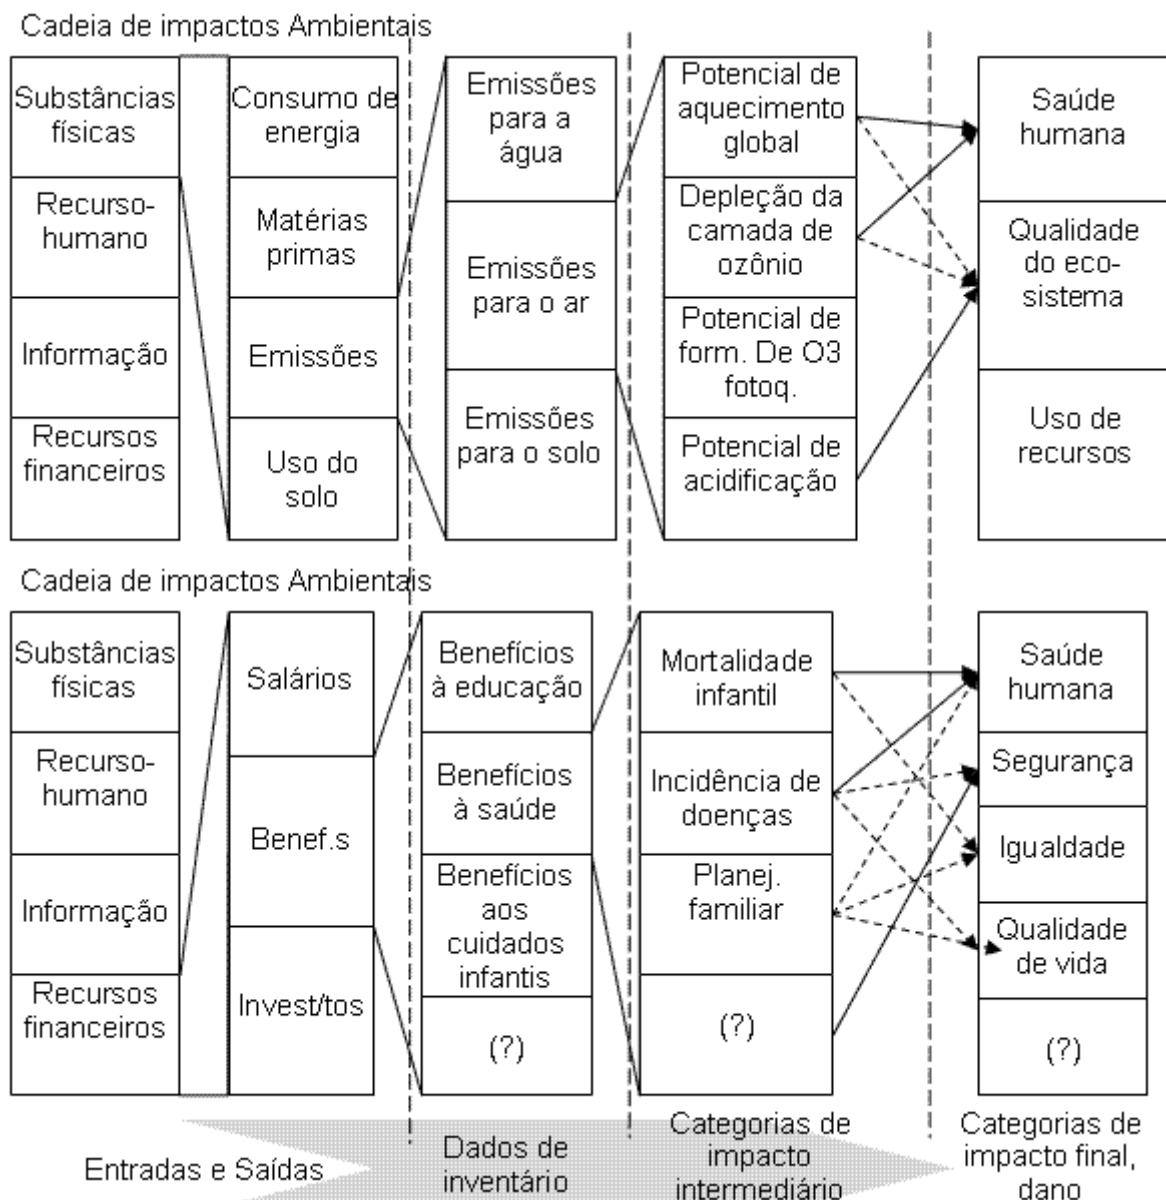 Cadeia de impactos Ambientais
Substâncias
físicas
Recurso-
humano
Informação
Recursos
financeiros
Consumo de
energia
Matérias
primas
Emissões
Uso do
solo
Emissões
para a
água
Emissões
para o ar
Emissões
para o solo
Potencial de
aquecimento
global
Depleção da
camada de
ozônio
Potencial de
form. De O3
fotoq.
Potencial de
acidificação
Saúde
humana
Qualidade
do eco-
sistema
Uso de
recursos
Cadeia de impactos Ambientais
Substâncias
físicas
Recurso-
humano
Informação
Recursos
financeiros
Salários
Benef.s
Invest/tos
Benefícios
à educação
Benefícios
à saúde
Benefícios
aos
cuidados
infantis
(?)
Mortalidade
infantil
Incidência de
doenças
Planej.
familiar
(?)
Saúde
humana
Segurança
Igualdade
Qualidade
de vida
(?)
Entradas e Saídas
Dados de
inventário
Categorias de
impacto
intermediário
Categorias de
impacto final,
dano